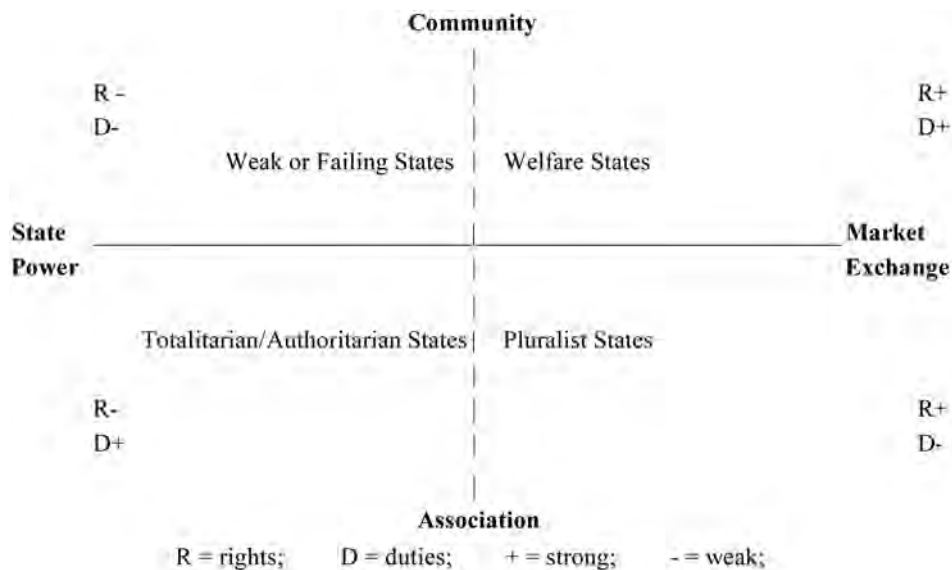 Community
R - R+
D- D+
Weak or Failing States Welfare States
State Market
Power Exchange
Totalitarian/Authoritarian States Pluralist States
R- R+
D+ D-
Association
R = rights; D = duties; + = strong; - = weak;